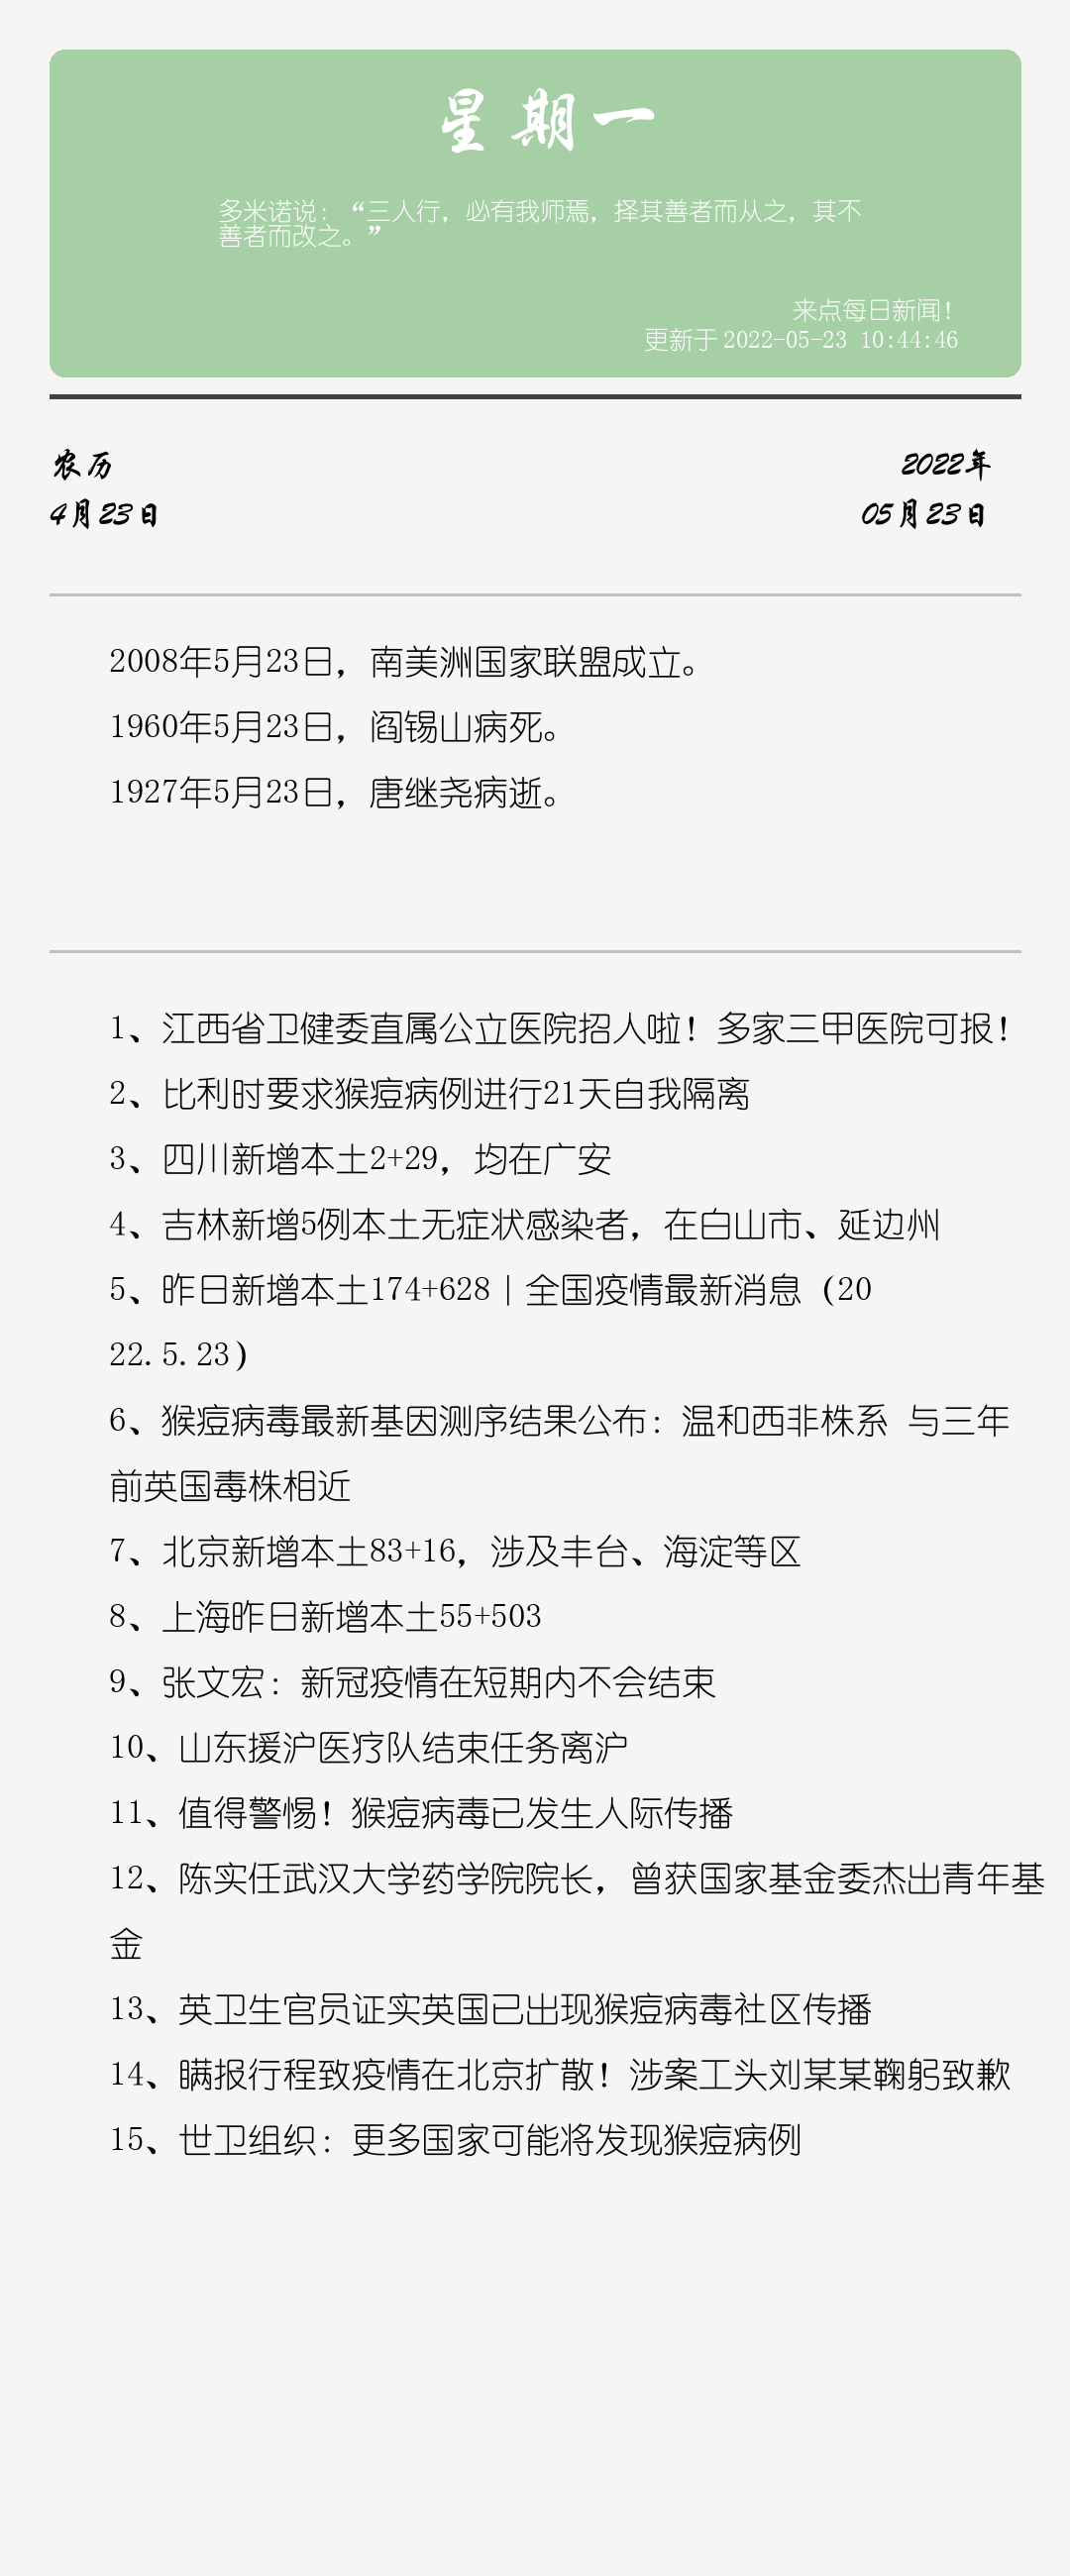 星期一
多米诺说：“三人行，必有我师焉，择其善者而从之，其不
善者而改之。”
来点每日新闻！
更新于2022-05-23 10:44:46
农历
2022年
4月23日
05月23日
2008年5月23日，南美洲国家联盟成立。
1960年5月23日，阎锡山病死。
1927年5月23日，唐继尧病逝。
1、江西省卫健委直属公立医院招人啦！多家三甲医院可报！
2、比利时要求猴痘病例进行21天自我隔离
3、四川新增本土2+29，均在广安
4、吉林新增5例本土无症状感染者，在白山市、延边州
5、昨日新增本土174+628｜全国疫情最新消息（20
22.5.23）
6、猴痘病毒最新基因测序结果公布：温和西非株系 与三年
前英国毒株相近
7、北京新增本土83+16，涉及丰台、海淀等区
8、上海昨日新增本土55+503
9、张文宏：新冠疫情在短期内不会结束
10、山东援沪医疗队结束任务离沪
11、值得警惕！猴痘病毒已发生人际传播
12、陈实任武汉大学药学院院长，曾获国家基金委杰出青年基
金
13、英卫生官员证实英国已出现猴痘病毒社区传播
14、瞒报行程致疫情在北京扩散！涉案工头刘某某鞠躬致歉
15、世卫组织：更多国家可能将发现猴痘病例